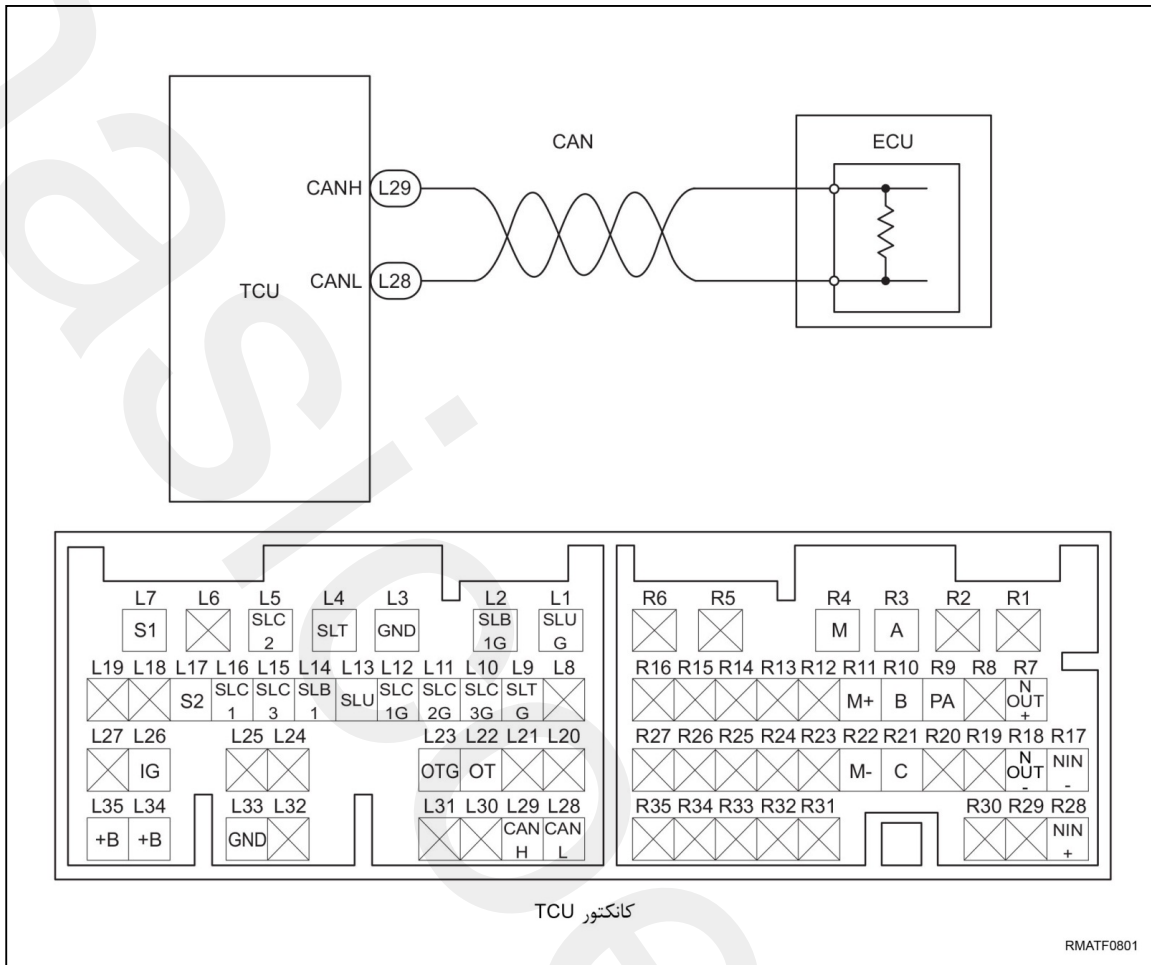 CAN
ECU
CANH L29
CANL L28
TCU
L7 L6 L5 L4 L3 L2 L1
S1 SLC 2 SLT GND SLB 1G SLU G
L19 L18 L17 L16 L15 L14 L13 L12 L11 L10 L9 L8
S2 SLC 1 SLC 3 SLB 1 SLU SLC 1G SLC 2G SLC 3G SLT G
L27 L26 L25 L24 L23 L22 L21 L20
IG OTG OT
L35 L34 L33 L32 L31 L30 L29 L28
+B +B GND CAN H CAN L
R6 R5 R4 R3 R2 R1
M A
R16 R15 R14 R13 R12 R11 R10 R9 R8 R7
M+ B PA N OUT +
R27 R26 R25 R24 R23 R22 R21 R20 R19 R18 R17
M- C N OUT - NIN -
R35 R34 R33 R32 R31 R30 R29 R28
NIN +
کانکتور TCU
RMATF0801